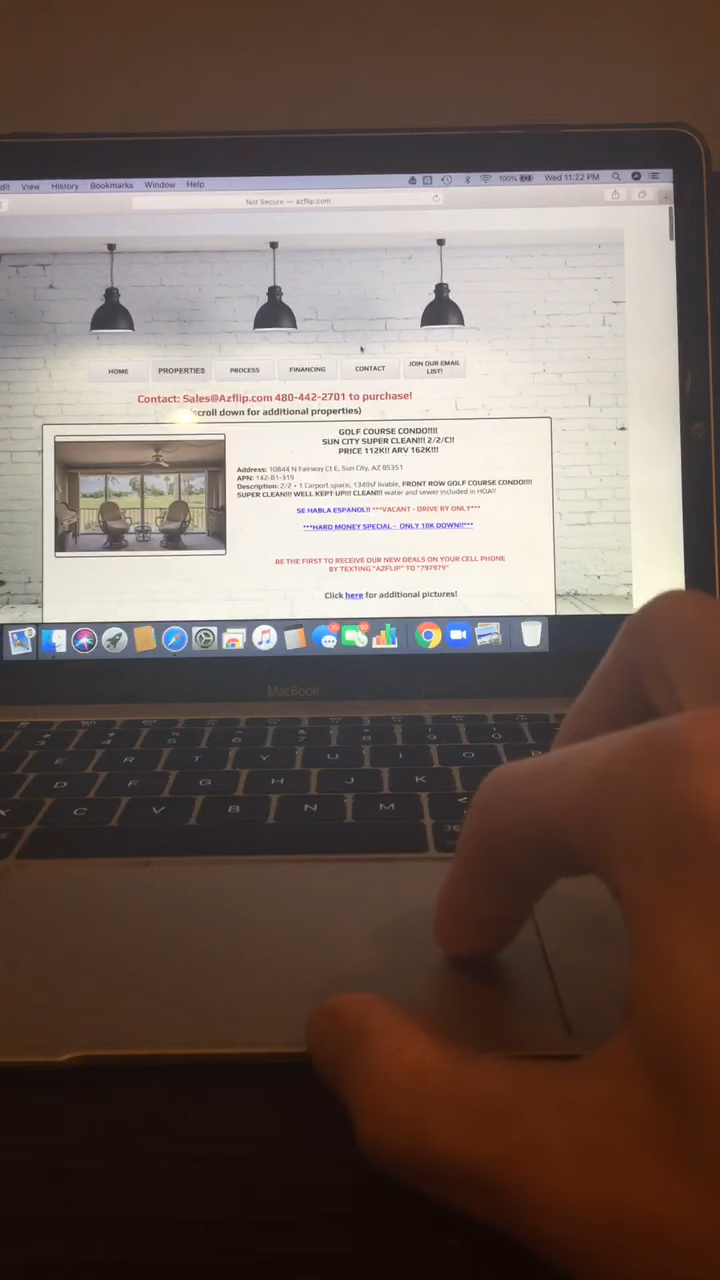 dit View History Bookmarks Window Help 100% Wed 11:22 PM
Not Secure — azflip.com
HOME PROPERTIES PROCESS FINANCING CONTACT JOIN OUR EMAIL
LIST!
Contact: Sales@Azflip.com 480-442-2701 to purchase!
scroll down for additional properties)
GOLF COURSE CONDO!!!!
SUN CITY SUPER CLEAN!!! 2/2/C!!
PRICE 112K!! ARV 162K!!!
Address: 10844 N Fairway Ct E, Sun City, AZ 85351
APN: 142-81-319
Description: 2/2 + 1 Carport space, 1349sf livable, FRONT ROW GOLF COURSE CONDO!!!!
SUPER CLEAN!!! WELL KEPT UP!!! CLEAN!!! water and sewer included in HOA!!
SE HABLA ESPANOL!! ***VACANT - DRIVE BY ONLY***
***HARD MONEY SPECIAL - ONLY 10K DOWN!!***
BE THE FIRST TO RECEIVE OUR NEW DEALS ON YOUR CELL PHONE
BY TEXTING "AZFLIP" TO "797979"
Click here for additional pictures!
MacBook
E R T Y U I O P
D F G H J K
X C V B N M